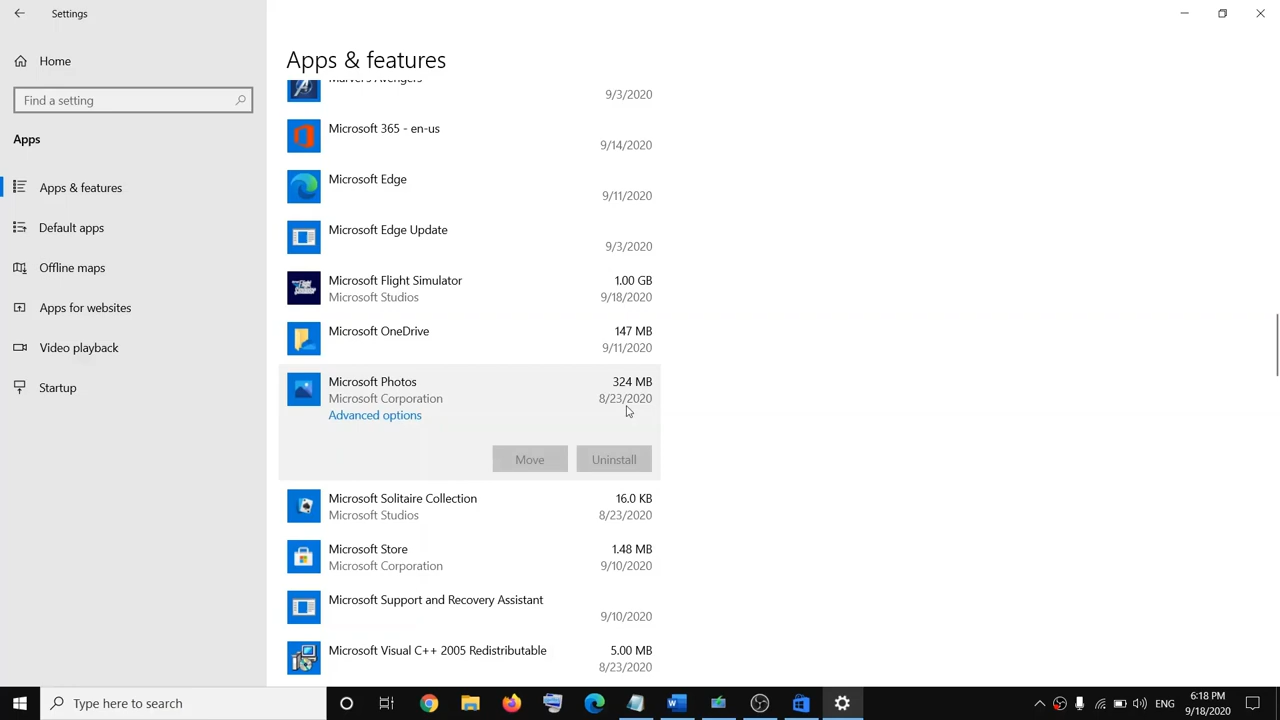 Settings
Home
Find a setting
Apps
Apps & features
Default apps
Offline maps
Apps for websites
Video playback
Startup
Apps & features
Marvel's Avengers
9/3/2020
Microsoft 365 - en-us
9/14/2020
Microsoft Edge
9/11/2020
Microsoft Edge Update
9/3/2020
Microsoft Flight Simulator 1.00 GB
Microsoft Studios 9/18/2020
Microsoft OneDrive 147 MB
9/11/2020
Microsoft Photos 324 MB
Microsoft Corporation 8/23/2020
Advanced options
Move Uninstall
Microsoft Solitaire Collection 16.0 KB
Microsoft Studios 8/23/2020
Microsoft Store 1.48 MB
Microsoft Corporation 9/10/2020
Microsoft Support and Recovery Assistant
9/10/2020
Microsoft Visual C++ 2005 Redistributable 5.00 MB
8/23/2020
Type here to search
ENG
6:18 PM
9/18/2020